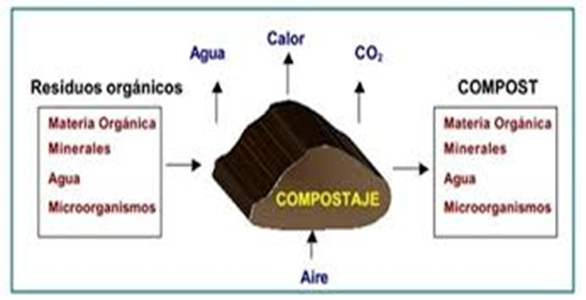 Agua
Calor
CO₂
Residuos orgánicos
Materia Orgánica
Minerales
Agua
Microorganismos
COMPOSTAJE
Aire
COMPOST
Materia Orgánica
Minerales
Agua
Microorganismos